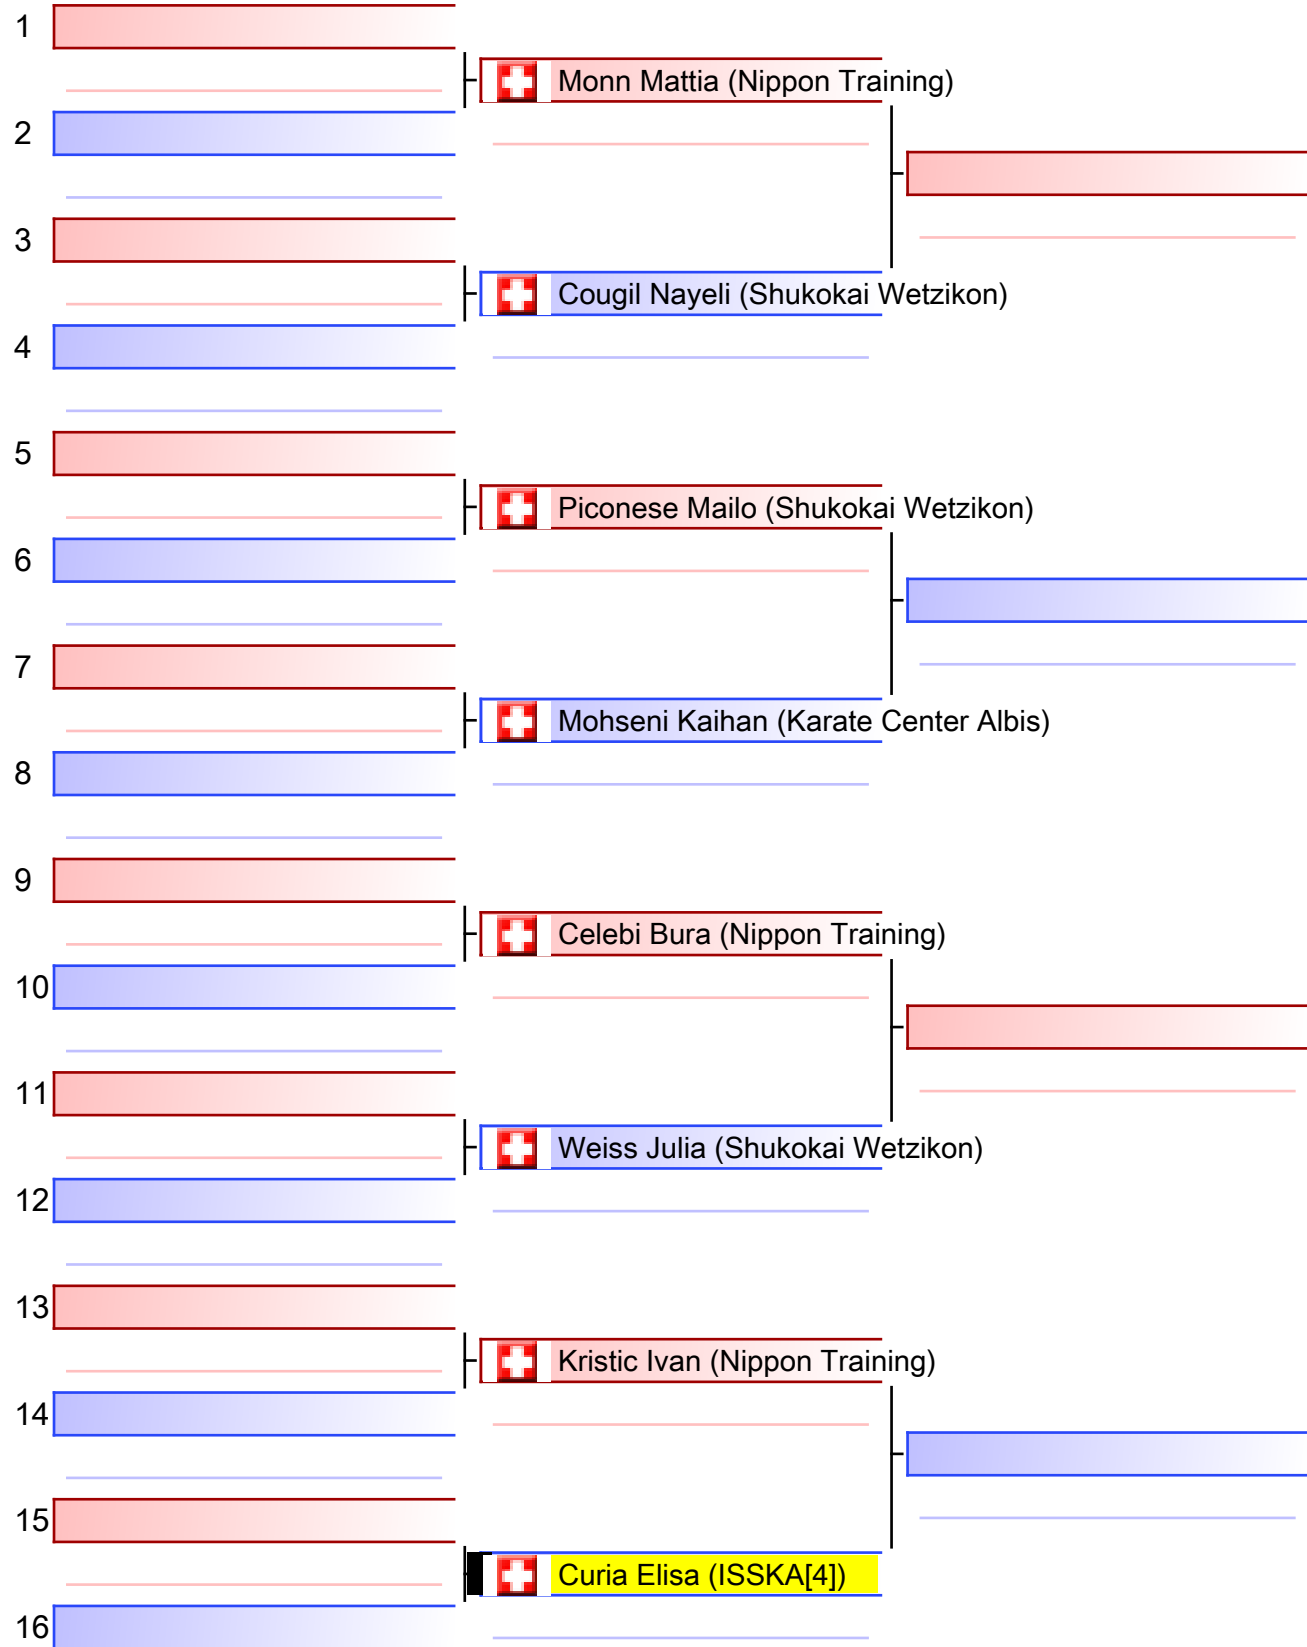 1
Monn Mattia (Nippon Training)
2
3
Cougil Nayeli (Shukokai Wetzikon)
4
5
Piconese Mailo (Shukokai Wetzikon)
6
7
Mohseni Kaihan (Karate Center Albis)
8
9
Celebi Bura (Nippon Training)
10
11
Weiss Julia (Shukokai Wetzikon)
12
13
Kristic Ivan (Nippon Training)
14
15
Curia Elisa (ISSKA[4])
16